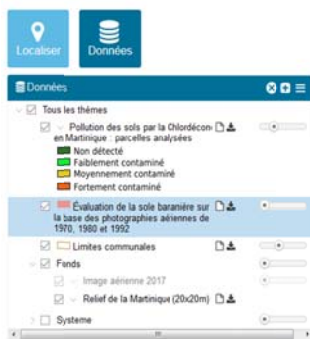 Localiser
Données
Données
Tous les thèmes
Pollution des sols par la Chlordécon
en Martinique : parcelles analysées
Non détecté
Faiblement contaminé
Moyennement contaminé
Fortement contaminé
Évaluation de la sole bananière sur
la base des photographies aériennes de
1970, 1980 et 1992
Limites communales
Fonds
Image aérienne 2017
Relief de la Martinique (20x20m)
Systeme